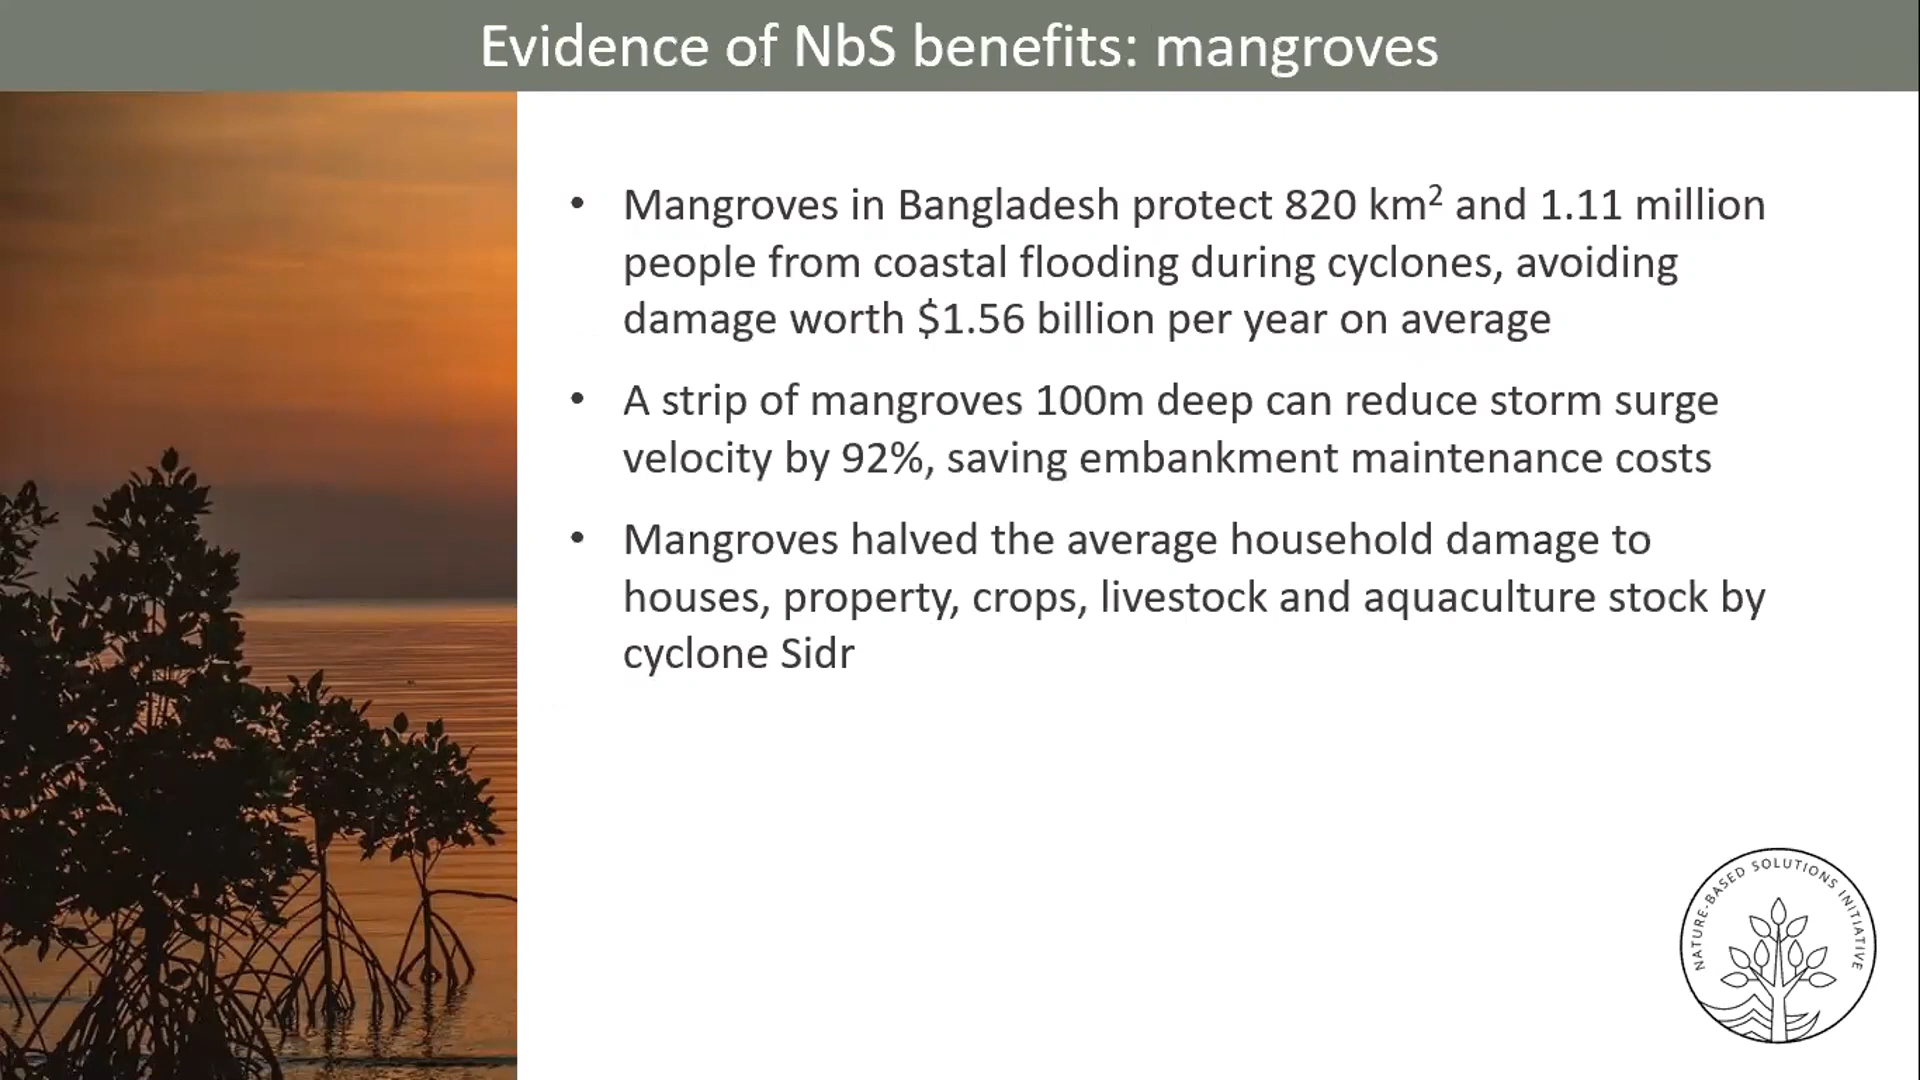 Evidence of NbS benefits: mangroves
• Mangroves in Bangladesh protect 820 km² and 1.11 million
people from coastal flooding during cyclones, avoiding
damage worth $1.56 billion per year on average
• A strip of mangroves 100m deep can reduce storm surge
velocity by 92%, saving embankment maintenance costs
• Mangroves halved the average household damage to
houses, property, crops, livestock and aquaculture stock by
cyclone Sidr
NATURE-BASED SOLUTIONS INITIATIVE